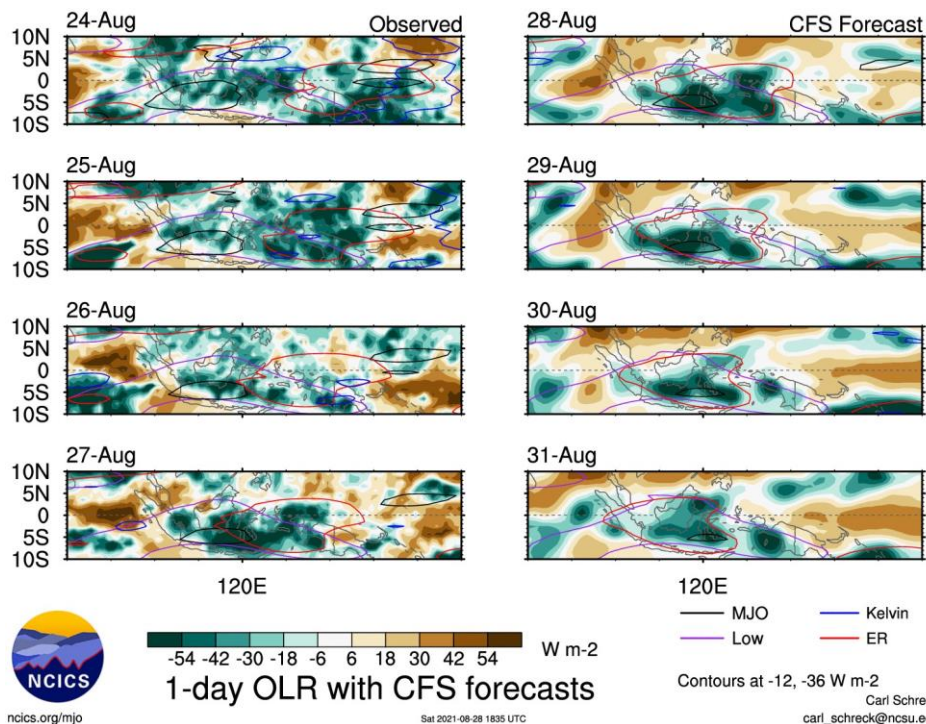 24-Aug Observed
10N
5N
0
5S
10S
25-Aug
10N
5N
0
5S
10S
26-Aug
10N
5N
0
5S
10S
27-Aug
10N
5N
0
5S
10S
120E
28-Aug CFS Forecast
29-Aug
30-Aug
31-Aug
120E
NCICS
ncics.org/mjo
-54 -42 -30 -18 -6 6 18 30 42 54 W m-2
1-day OLR with CFS forecasts
Sat 2021-08-28 1835 UTC
MJO Kelvin
Low ER
Contours at -12, -36 W m-2
Carl Schre
carl_schreck@ncsu.e